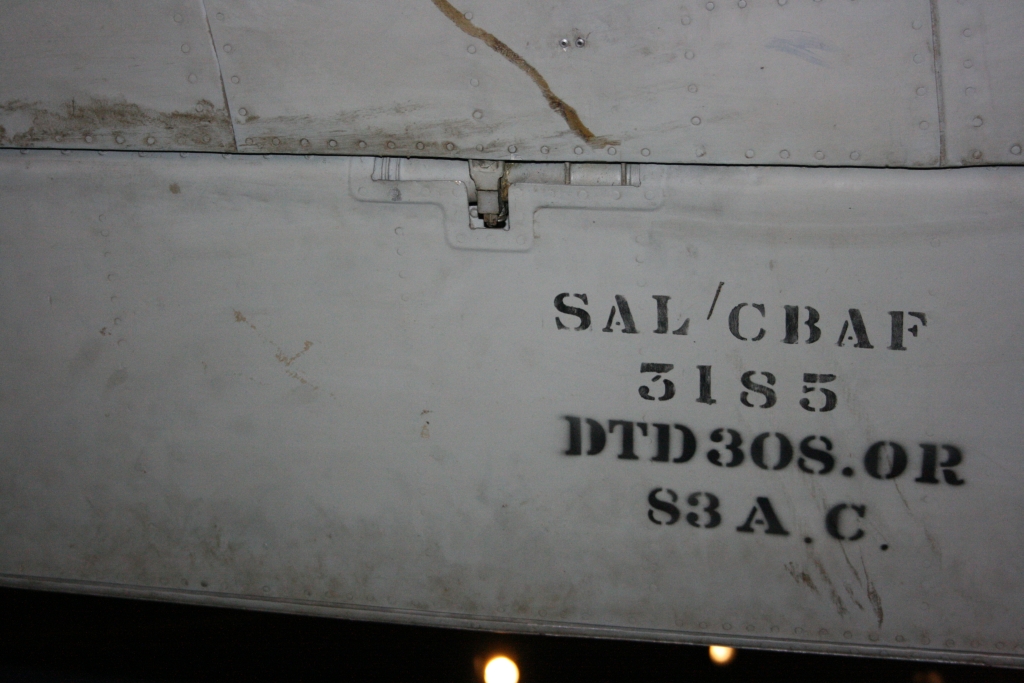 SAL/CBAF
3185
DTD308.OR
83A.C.